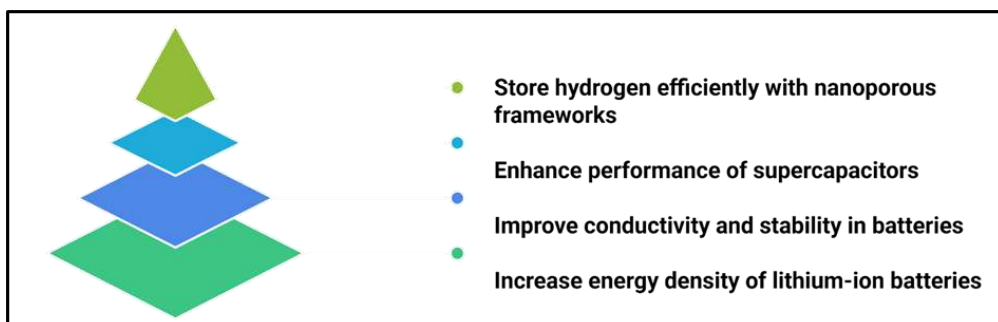 Store hydrogen efficiently with nanoporous
frameworks
Enhance performance of supercapacitors
Improve conductivity and stability in batteries
Increase energy density of lithium-ion batteries